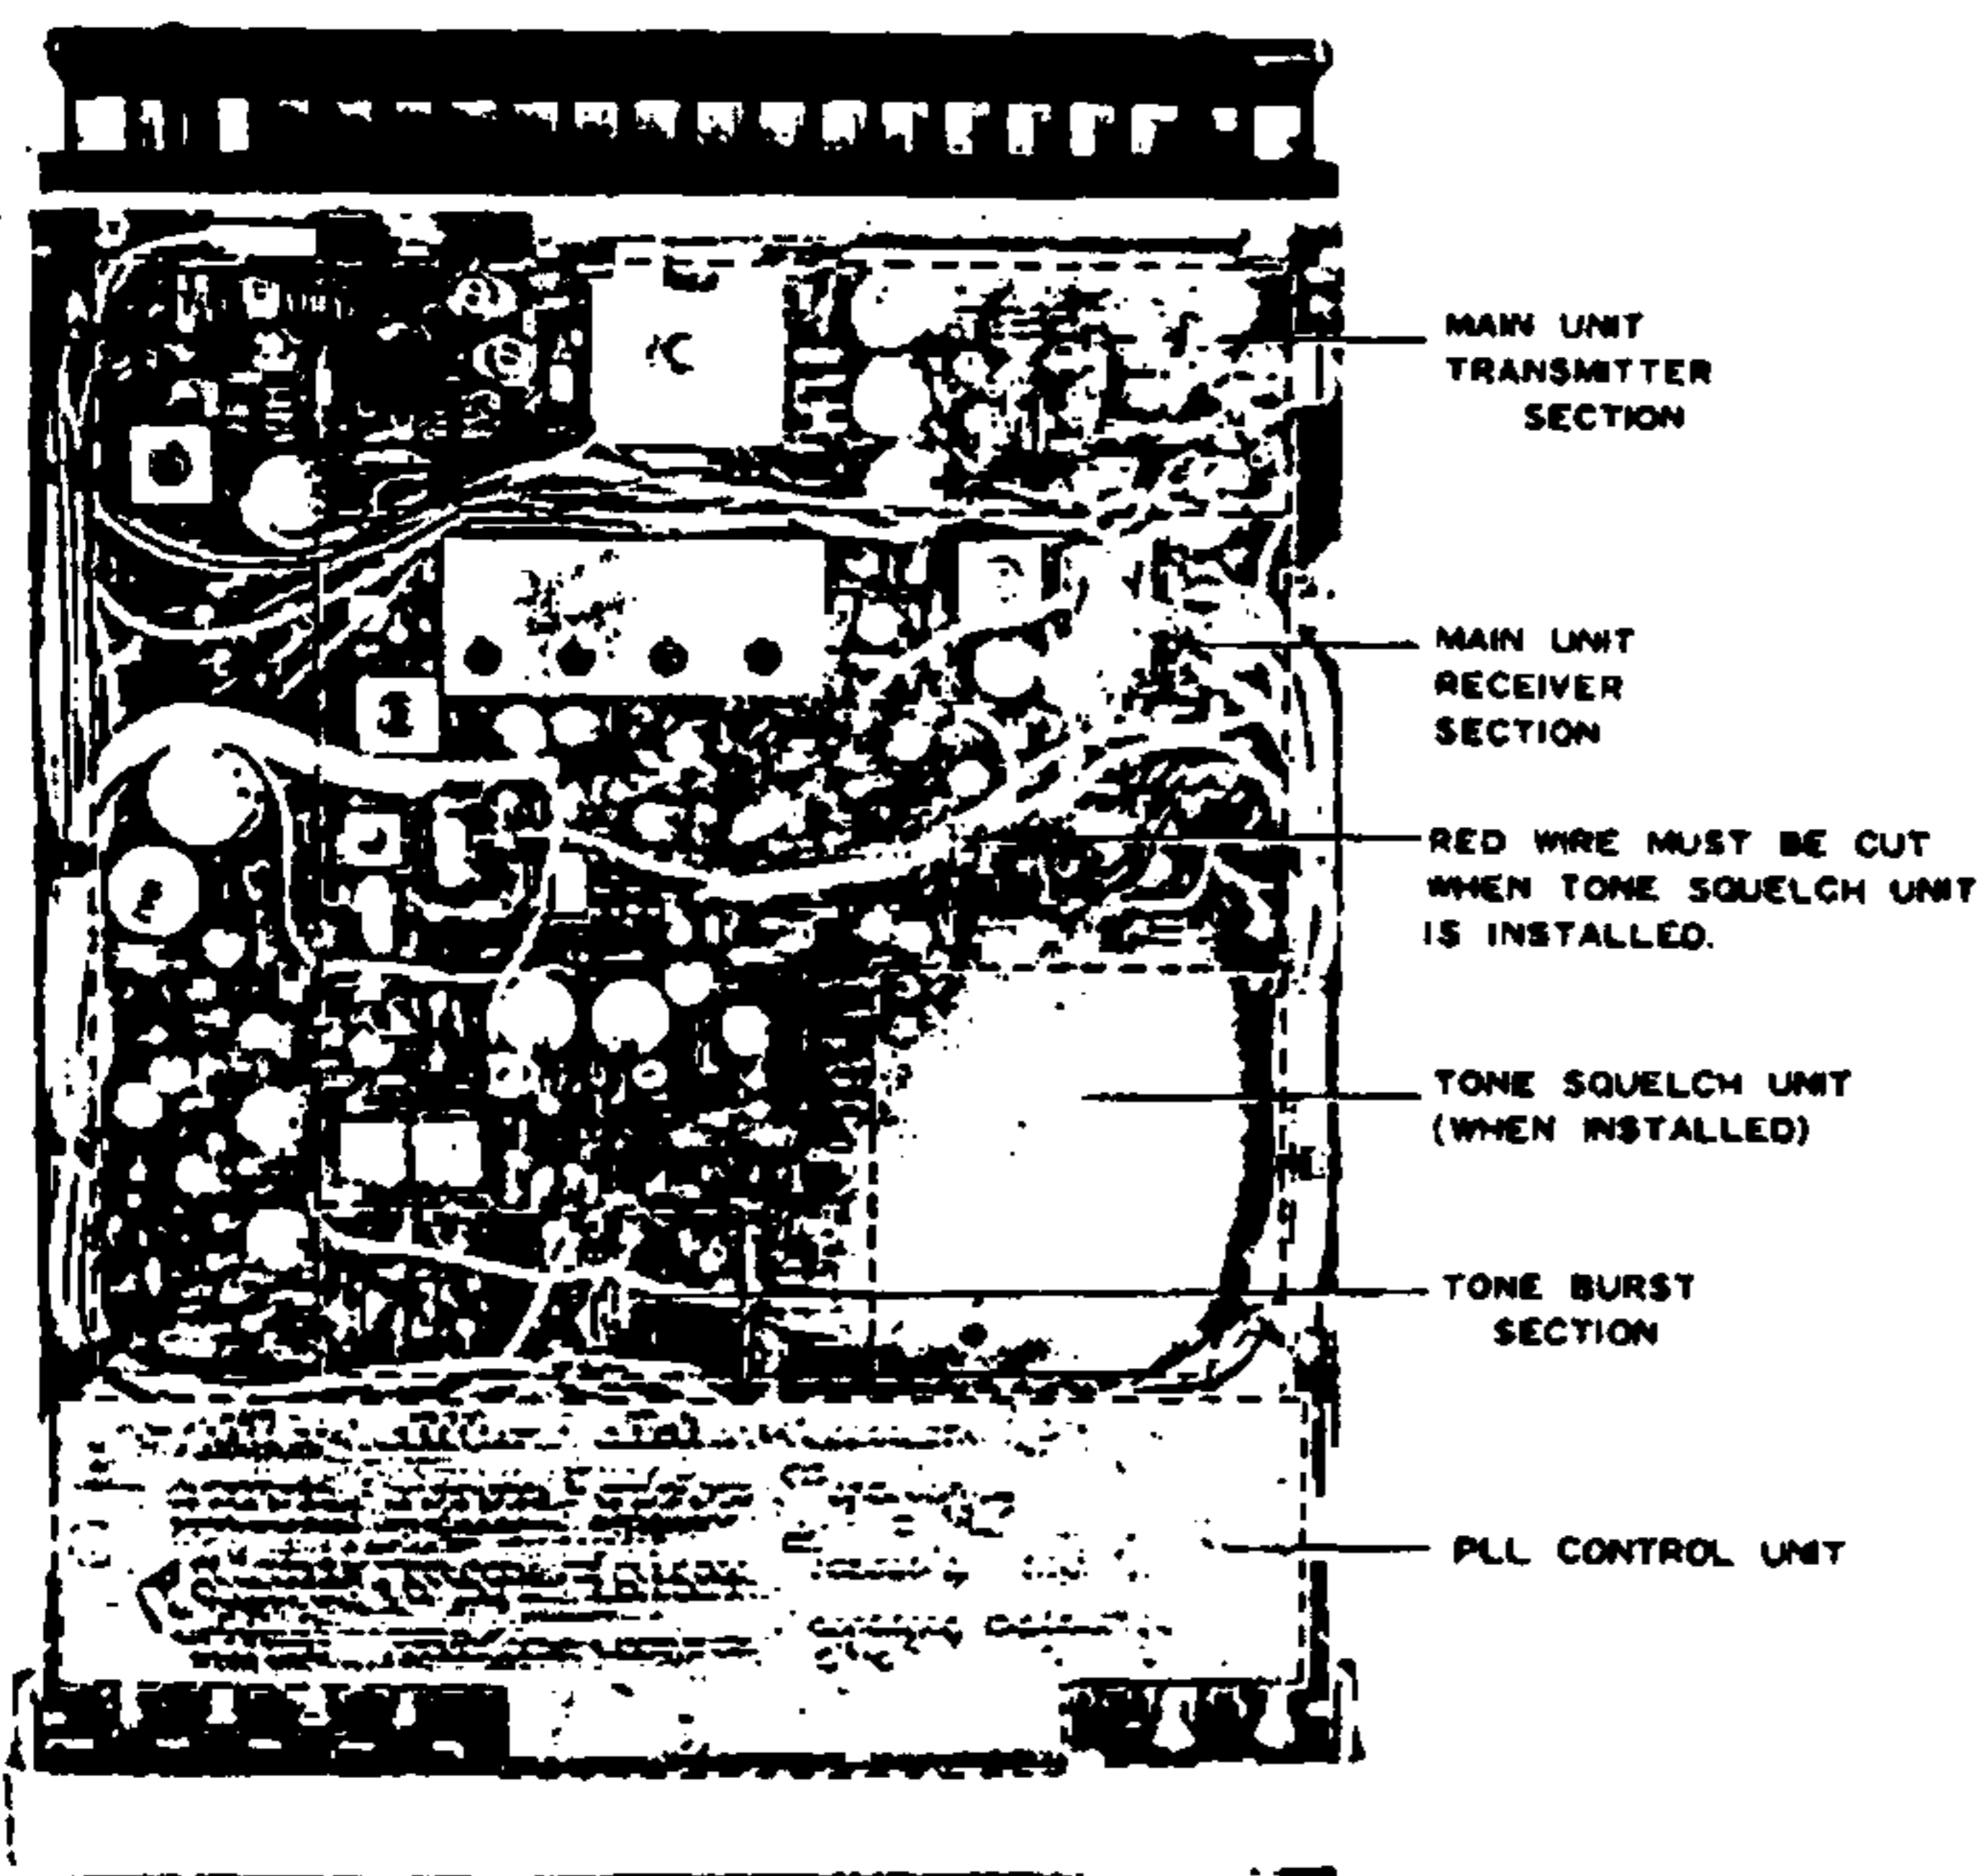 MAIN UNIT
TRANSMITTER
SECTION
MAIN UNIT
RECEIVER
SECTION
RED WIRE MUST BE CUT
WHEN TONE SQUELCH UNIT
IS INSTALLED.
TONE SQUELCH UNIT
(WHEN INSTALLED)
TONE BURST
SECTION
PLL CONTROL UNIT